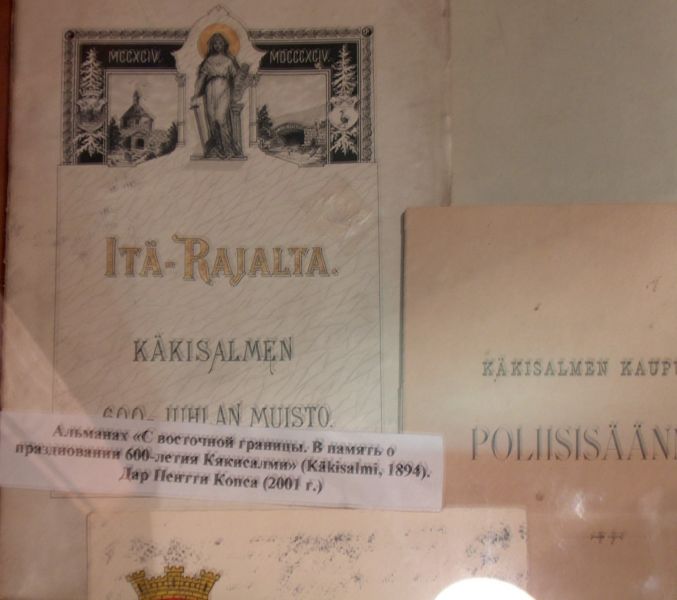 MCCXCIV.
MDCCCXCIV.
ITÄ-RAJALTA.
KÄKISALMEN
600-JUHLAN MUISTO.
Альманах «С восточной границы. В память о
праздновании 600-летия Кякисалми» (Käkisalmi, 1894).
Дар Пентти Копса (2001 г.)
KÄKISALMEN KAUPU
POLIISISÄÄN